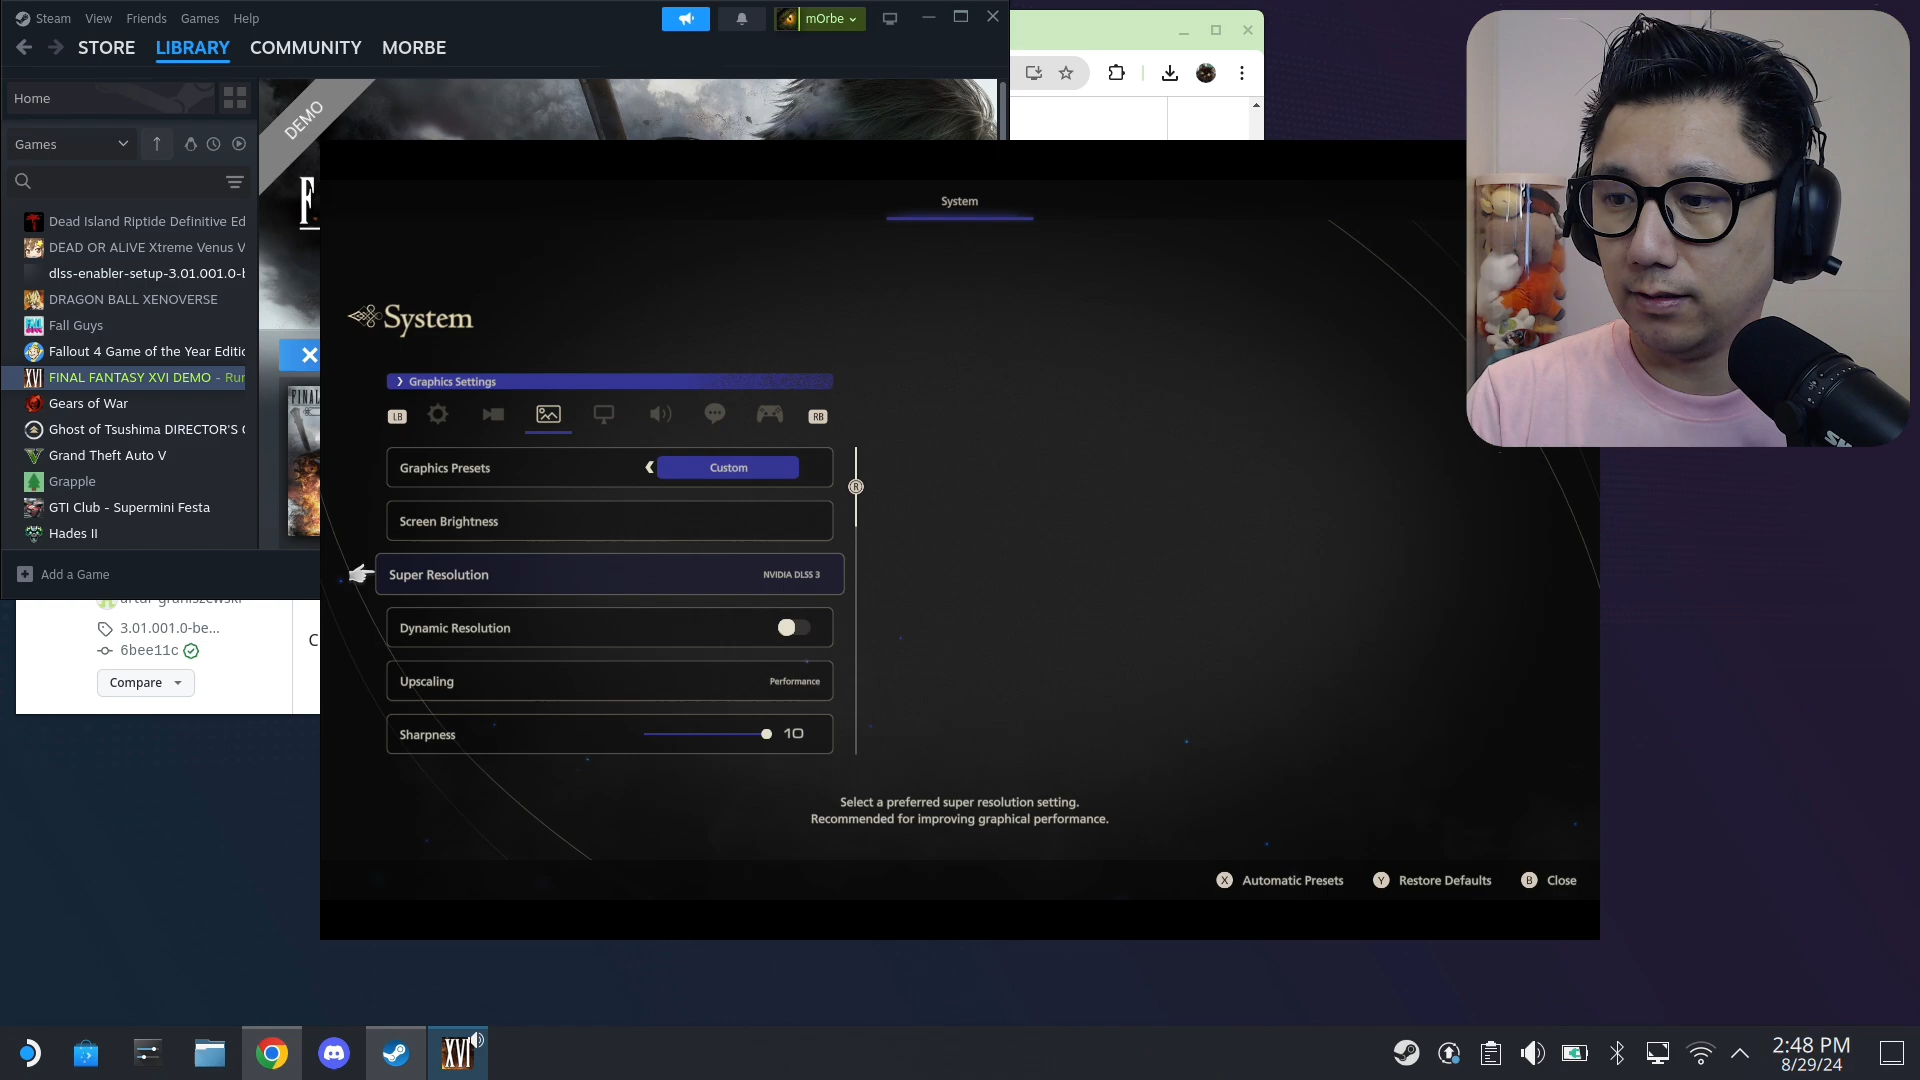 Steam View Friends Games Help
mOrbe
STORE LIBRARY COMMUNITY MORBE
Home
Games
DEMO
Dead Island Riptide Definitive Ed
DEAD OR ALIVE Xtreme Venus V
dlss-enabler-setup-3.01.001.0-b
DRAGON BALL XENOVERSE
Fall Guys
Fallout 4 Game of the Year Editic
FINAL FANTASY XVI DEMO - Run
Gears of War
Ghost of Tsushima DIRECTOR'S C
Grand Theft Auto V
Grapple
GTI Club - Supermini Festa
Hades II
Add a Game
3.01.001.0-be...
6bee11c
Compare
System
System
Graphics Settings
LB
RB
Graphics Presets Custom
R
Screen Brightness
Super Resolution NVIDIA DLSS 3
Dynamic Resolution
Upscaling Performance
Sharpness 10
Select a preferred super resolution setting.
Recommended for improving graphical performance.
X Automatic Presets Y Restore Defaults B Close
XVI
2:48 PM
8/29/24